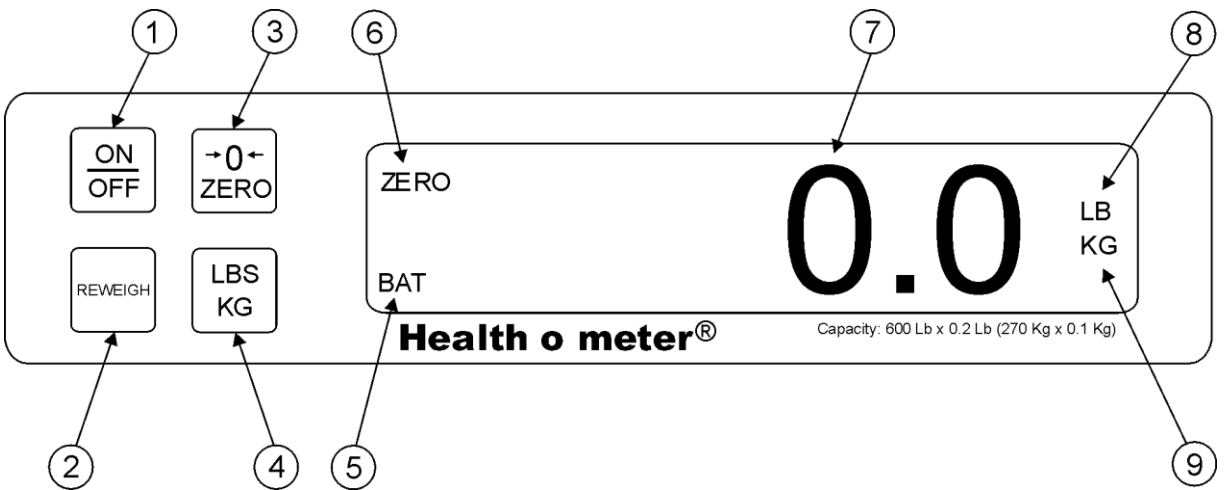 1 3 6 7 8
ON
OFF
→0←
ZERO
ZERO
0.0
LB
KG
REWEIGH
LBS
KG
BAT
Health o meter®
Capacity: 600 Lb x 0.2 Lb (270 Kg x 0.1 Kg)
2 4 5 9